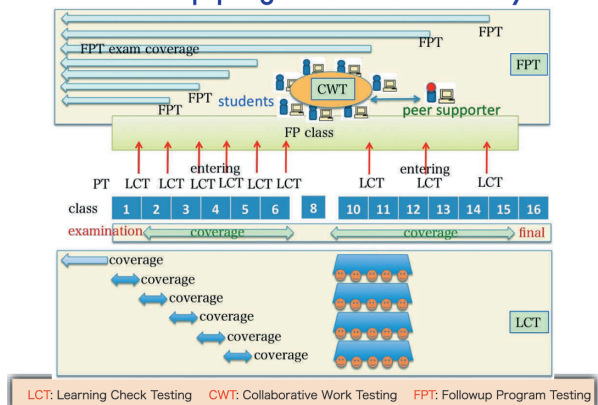 FPT
FPT
FPT exam coverage
FPT
FPT
FPT
CWT
students
peer supporter
FP class
entering
entering
PT LCT LCT LCT LCT LCT LCT LCT LCT LCT
class 1 2 3 4 5 6 8 10 11 12 13 14 15 16
examination coverage coverage final
coverage
coverage
coverage
coverage
coverage
coverage
LCT
LCT: Learning Check Testing CWT: Collaborative Work Testing FPT: Followup Program Testing